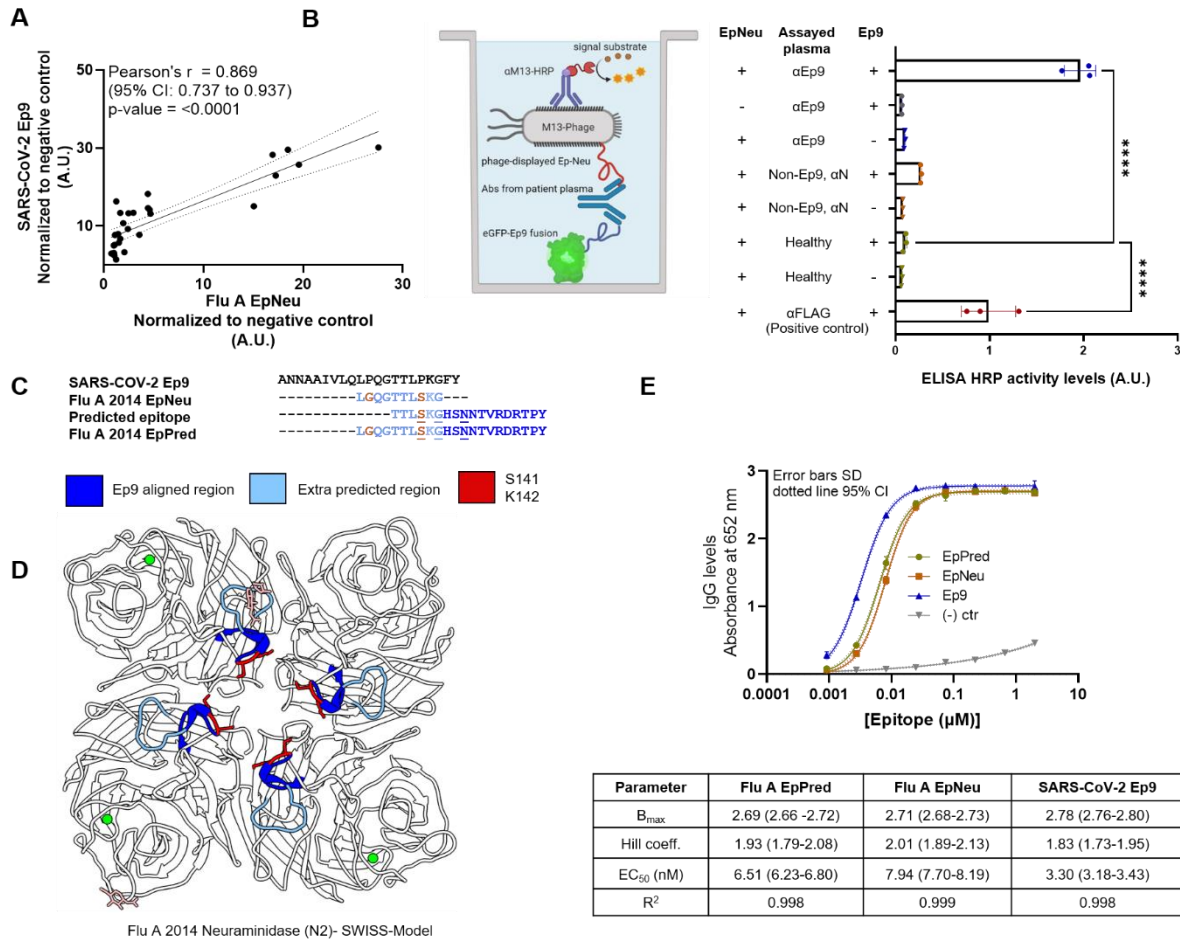 A
Pearson's r = 0.869
(95% CI: 0.737 to 0.937)
p-value = <0.0001
SARS-CoV-2 Ep9
Normalized to negative control
(A.U.)
50
30
10
0
10
20
30
Flu A EpNeu
Normalized to negative control
(A.U.)
B
signal substrate
αM13-HRP
M13-Phage
phage-displayed Ep-Neu
Abs from patient plasma
eGFP-Ep9 fusion
EpNeu Assayed plasma Ep9
+ αEp9 +
- αEp9 +
+ αEp9 -
+ Non-Ep9, αN +
+ Non-Ep9, αN -
+ Healthy +
+ Healthy -
+ αFLAG +
(Positive control)
****
****
0 1 2 3
ELISA HRP activity levels (A.U.)
C
SARS-COV-2 Ep9 ANNAAIVLQLPQGTTLPKGFY
Flu A 2014 EpNeu ---------LGQGTTLSKG---
Predicted epitope -------------TTLSKGHSNNTVRDRTPY
Flu A 2014 EpPred ---------LGQGTTLSKGHSNNTVRDRTPY
Ep9 aligned region
Extra predicted region
S141
K142
D
Flu A 2014 Neuraminidase (N2)- SWISS-Model
E
Error bars SD
dotted line 95% CI
IgG levels
Absorbance at 652 nm
3
2
1
0
EpPred
EpNeu
Ep9
(-) ctr
0.0001 0.001 0.01 0.1 1 10
[Epitope (µM)]
Parameter Flu A EpPred Flu A EpNeu SARS-CoV-2 Ep9
Bmax 2.69 (2.66 -2.72) 2.71 (2.68-2.73) 2.78 (2.76-2.80)
Hill coeff. 1.93 (1.79-2.08) 2.01 (1.89-2.13) 1.83 (1.73-1.95)
EC50 (nM) 6.51 (6.23-6.80) 7.94 (7.70-8.19) 3.30 (3.18-3.43)
R² 0.998 0.999 0.998